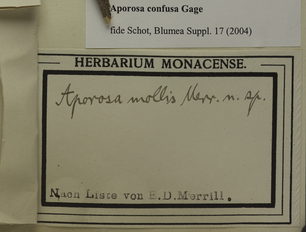 Aporosa confusa Gage
fide Schot, Blumea Suppl. 17 (2004)
HERBARIUM MONACENSE.
Aporosa mollis Merr. n. sp.
Nach Liste von E.D.Merrill.